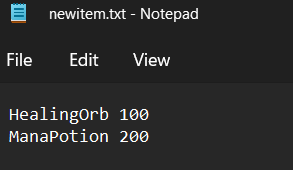 newitem.txt - Notepad
File Edit View
HealingOrb 100
ManaPotion 200